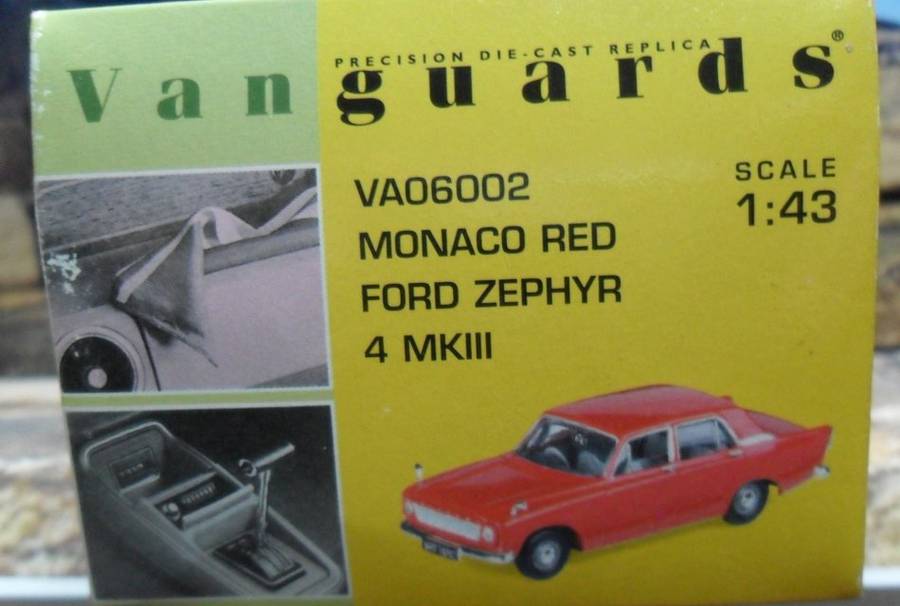 PRECISION DIE-CAST REPLICA
Vanguards®
SCALE
1:43
VA06002
MONACO RED
FORD ZEPHYR
4 MKIII